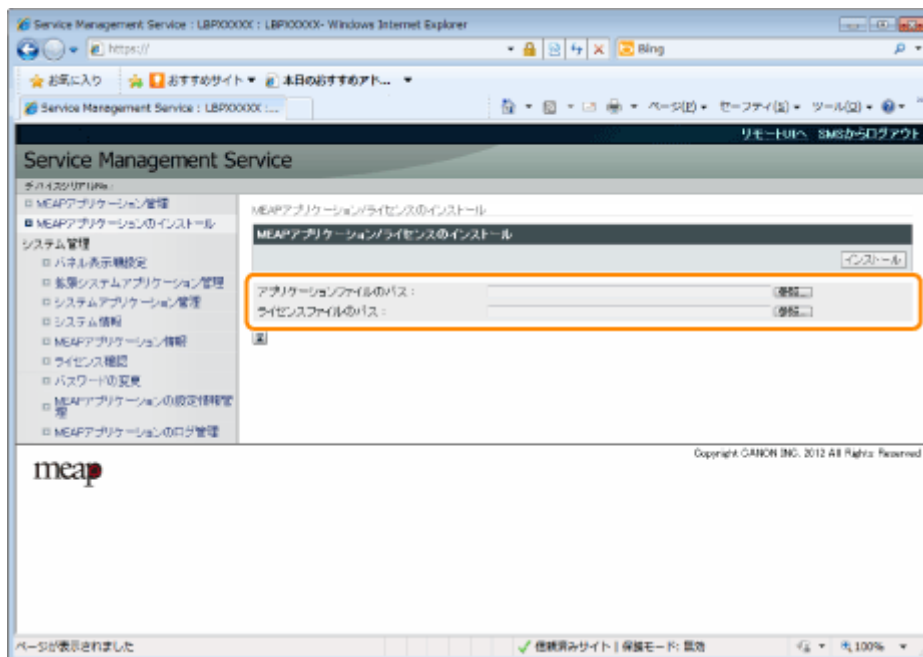 Service Management Service : LBPXXXXX : LBPXXXXX- Windows Internet Explorer
https://
Bing
お気に入り おすすめサイト 本日のおすすめアド...
Service Management Service : LBPXXXXX :...
ページ(P) セーフティ(S) ツール(O)
リモートUIへ SMSからログアウト
Service Management Service
デバイスシリアルNo.:
MEAPアプリケーション管理
MEAPアプリケーションのインストール
システム管理
パネル表示順設定
拡張システムアプリケーション管理
システムアプリケーション管理
システム情報
MEAPアプリケーション情報
ライセンス確認
パスワードの変更
MEAPアプリケーションの設定情報管理
MEAPアプリケーションのログ管理
MEAPアプリケーション/ライセンスのインストール
MEAPアプリケーション/ライセンスのインストール
インストール
アプリケーションファイルのパス : 参照...
ライセンスファイルのパス : 参照...
Copyright CANON INC. 2012 All Rights Reserved
meap
ページが表示されました 信頼済みサイト | 保護モード: 無効 100%